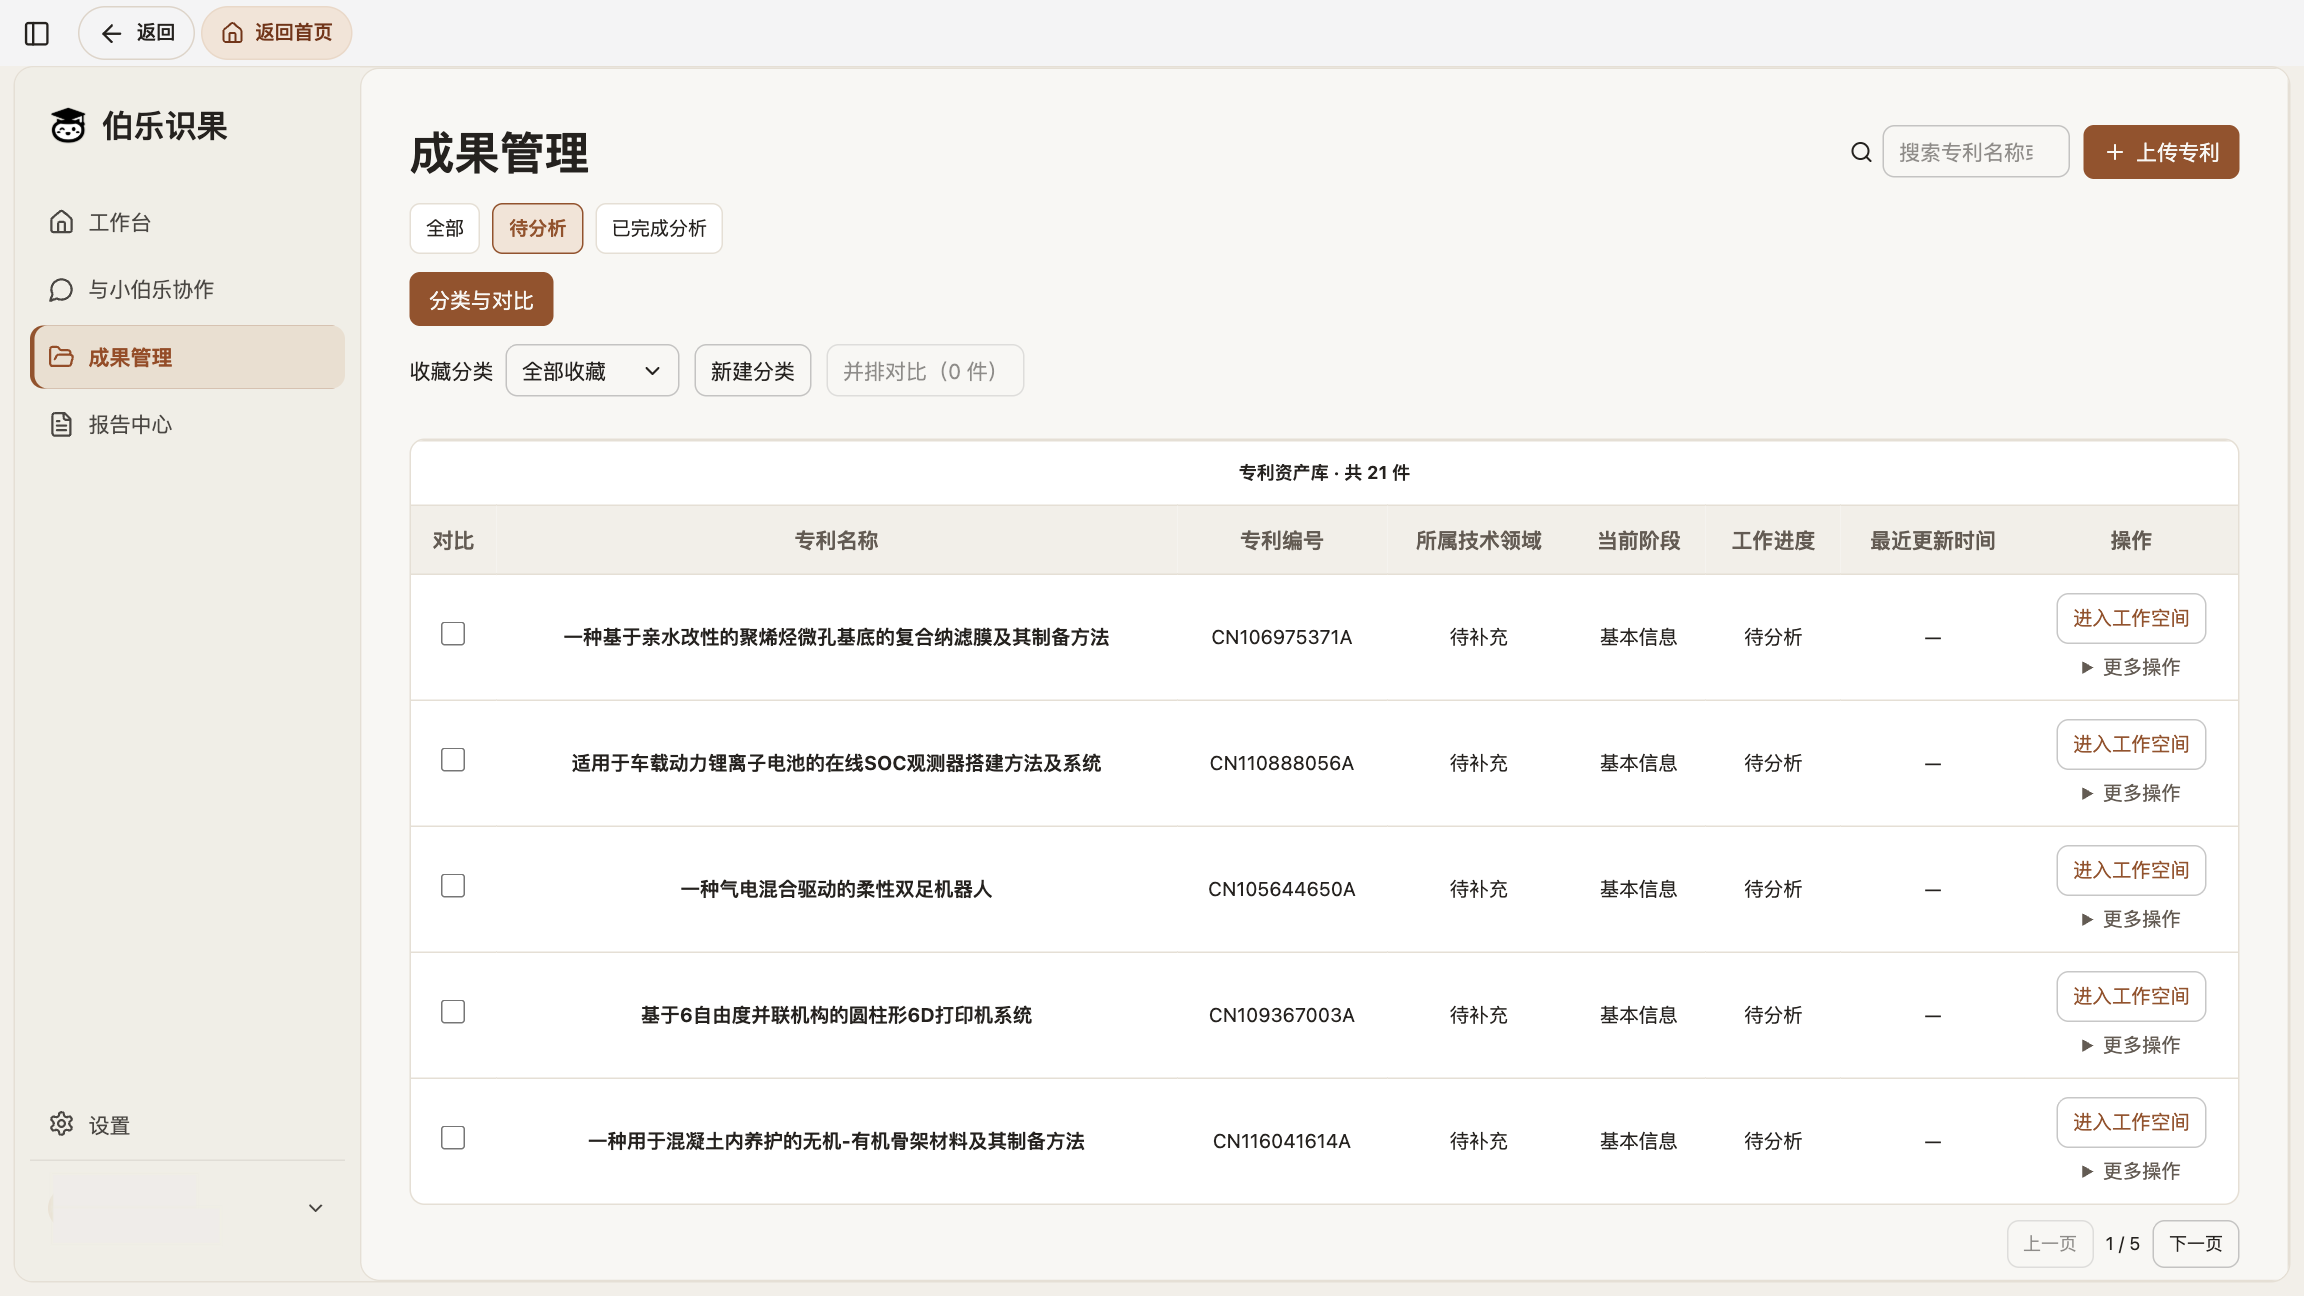 返回
返回首页
伯乐识果
工作台
与小伯乐协作
成果管理
报告中心
设置
成果管理
搜索专利名称
+ 上传专利
全部
待分析
已完成分析
分类与对比
收藏分类
全部收藏
新建分类
并排对比（0 件）
专利资产库 · 共 21 件
对比 专利名称 专利编号 所属技术领域 当前阶段 工作进度 最近更新时间 操作
一种基于亲水改性的聚烯烃微孔基底的复合纳滤膜及其制备方法 CN106975371A 待补充 基本信息 待分析 — 进入工作空间
▶ 更多操作
适用于车载动力锂离子电池的在线SOC观测器搭建方法及系统 CN110888056A 待补充 基本信息 待分析 — 进入工作空间
▶ 更多操作
一种气电混合驱动的柔性双足机器人 CN105644650A 待补充 基本信息 待分析 — 进入工作空间
▶ 更多操作
基于6自由度并联机构的圆柱形6D打印机系统 CN109367003A 待补充 基本信息 待分析 — 进入工作空间
▶ 更多操作
一种用于混凝土内养护的无机-有机骨架材料及其制备方法 CN116041614A 待补充 基本信息 待分析 — 进入工作空间
▶ 更多操作
上一页 1 / 5 下一页